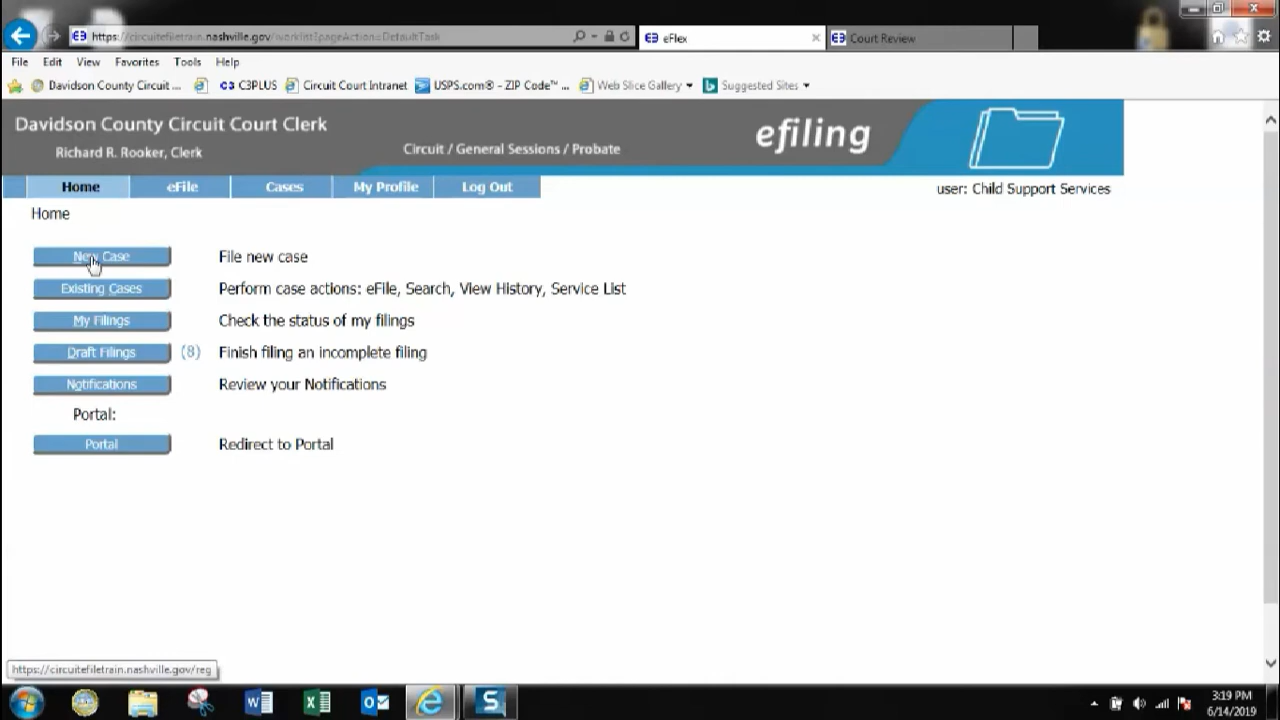 https://circuitefiletrain.nashville.gov/worklist?pageAction=DefaultTask
eFlex
Court Review
File Edit View Favorites Tools Help
Davidson County Circuit ... C3PLUS Circuit Court Intranet USPS.com® - ZIP Code™ ... Web Slice Gallery Suggested Sites
Davidson County Circuit Court Clerk
Richard R. Rooker, Clerk
Circuit / General Sessions / Probate
efiling
Home eFile Cases My Profile Log Out
user: Child Support Services
Home
New Case File new case
Existing Cases Perform case actions: eFile, Search, View History, Service List
My Filings Check the status of my filings
Draft Filings (8) Finish filing an incomplete filing
Notifications Review your Notifications
Portal:
Portal Redirect to Portal
https://circuitefiletrain.nashville.gov/reg
3:19 PM
6/14/2019